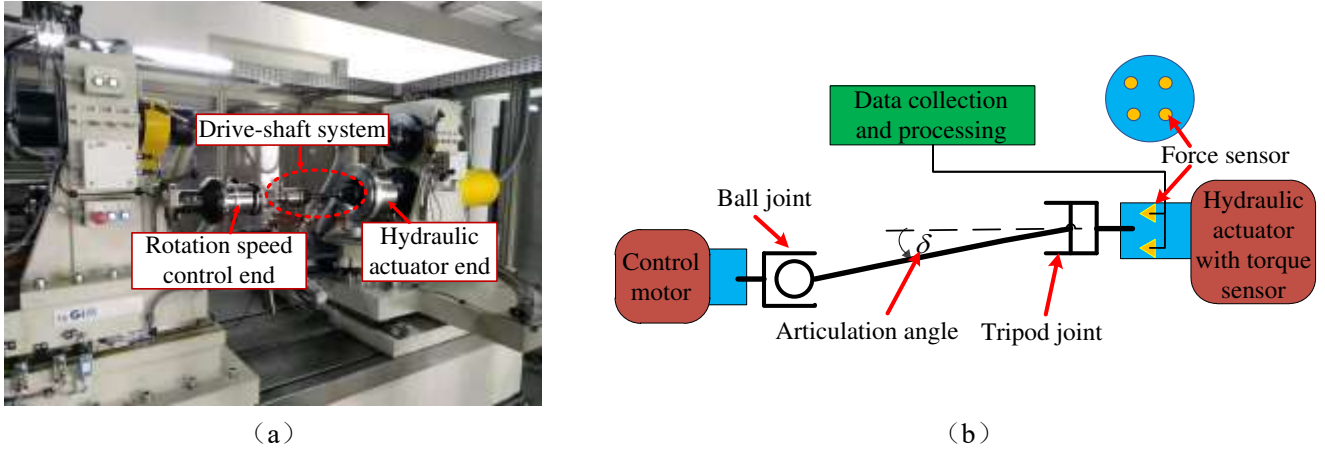 Drive-shaft system
Rotation speed
control end
Hydraulic
actuator end
(a)
Data collection
and processing
Force sensor
Ball joint
Hydraulic
actuator
with torque
sensor
Control
motor
δ
Articulation angle
Tripod joint
(b)